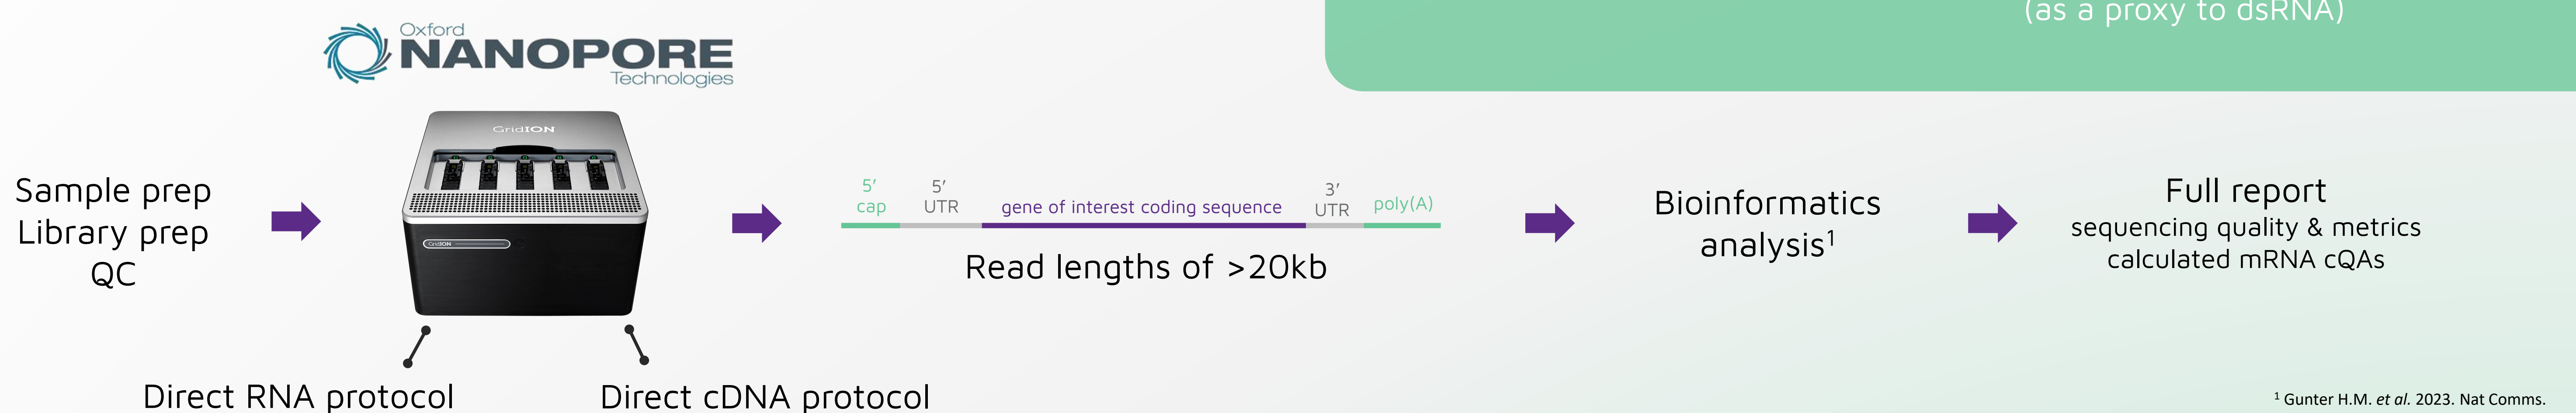 (as a proxy to dsRNA)
Oxford
NANOPORE
Technologies
GridION
GridION
Sample prep
Library prep
QC
5’
cap
5’
UTR
gene of interest coding sequence
3’
UTR
poly(A)
Read lengths of >20kb
Bioinformatics
analysis¹
Full report
sequencing quality & metrics
calculated mRNA cQAs
Direct RNA protocol
Direct cDNA protocol
¹ Gunter H.M. et al. 2023. Nat Comms.